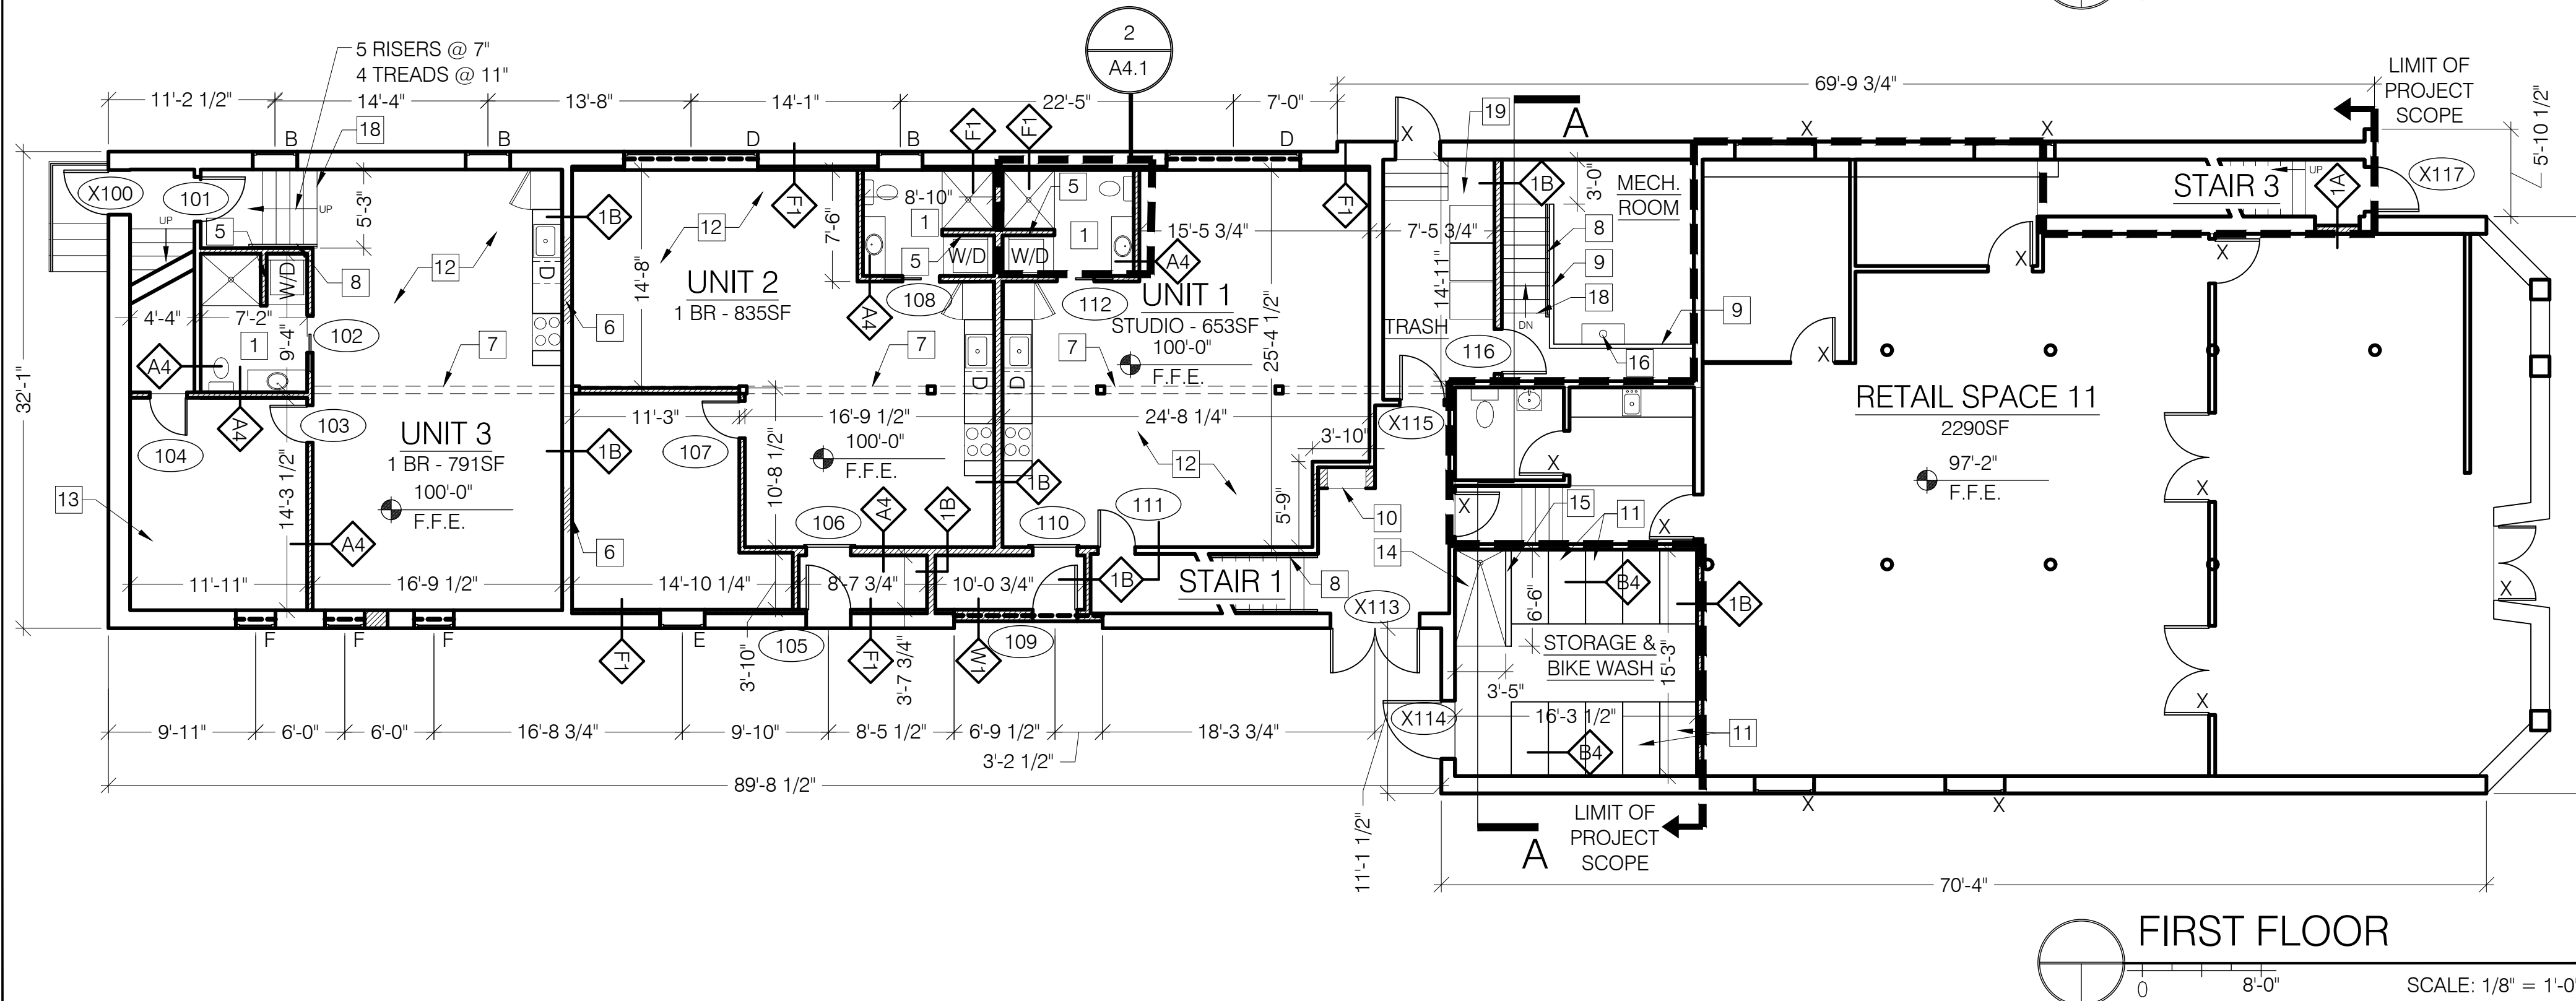 5 RISERS @ 7"
4 TREADS @ 11"
2
A4.1
LIMIT OF
PROJECT
SCOPE
69'-9 3/4"
11'-2 1/2"
14'-4"
13'-8"
14'-1"
22'-5"
7'-0"
5'-10 1/2"
18
19
A
B
B
D
B
F1
F1
D
X
X
X
X100
101
UP
UP
5'-3"
5
1B
12
12
14'-8"
F1
7'-6"
8'-10"
1
5
1
15'-5 3/4"
F1
7'-5 3/4"
1B
3'-0"
MECH.
ROOM
STAIR 3
UP
1A
X117
32'-1"
W/D
8
12
D
UNIT 2
1 BR - 835SF
5
W/D
W/D
A4
8
9
X
X
4'-4"
7'-2"
9'-4"
102
6
A4
108
112
UNIT 1
STUDIO - 653SF
100'-0"
F.F.E.
25'-4 1/2"
14'-11"
TRASH
18
DN
9
1
A4
7
7
7
116
16
X
D
D
103
A4
104
UNIT 3
1 BR - 791SF
100'-0"
F.F.E.
1B
11'-3"
107
16'-9 1/2"
100'-0"
F.F.E.
10'-8 1/2"
24'-8 1/4"
3'-10"
X115
X
RETAIL SPACE 11
2290SF
97'-2"
F.F.E.
13
14'-3 1/2"
A4
12
1B
A4
1B
111
5'-9"
10
15
11
X
X
X
6
106
110
14
11'-11"
16'-9 1/2"
14'-10 1/4"
8'-7 3/4"
10'-0 3/4"
1B
STAIR 1
8
6'-6"
B4
1B
X
X113
F
F
F
F1
E
105
3'-10"
F1
3'-7 3/4"
W1
109
STORAGE &
BIKE WASH
15'-3"
3'-5"
X114
16'-3 1/2"
11
B4
X
9'-11"
6'-0"
6'-0"
16'-8 3/4"
9'-10"
8'-5 1/2"
6'-9 1/2"
3'-2 1/2"
18'-3 3/4"
89'-8 1/2"
11'-1 1/2"
X
X
A
LIMIT OF
PROJECT
SCOPE
70'-4"
FIRST FLOOR
0
8'-0"
SCALE: 1/8" = 1'-0"